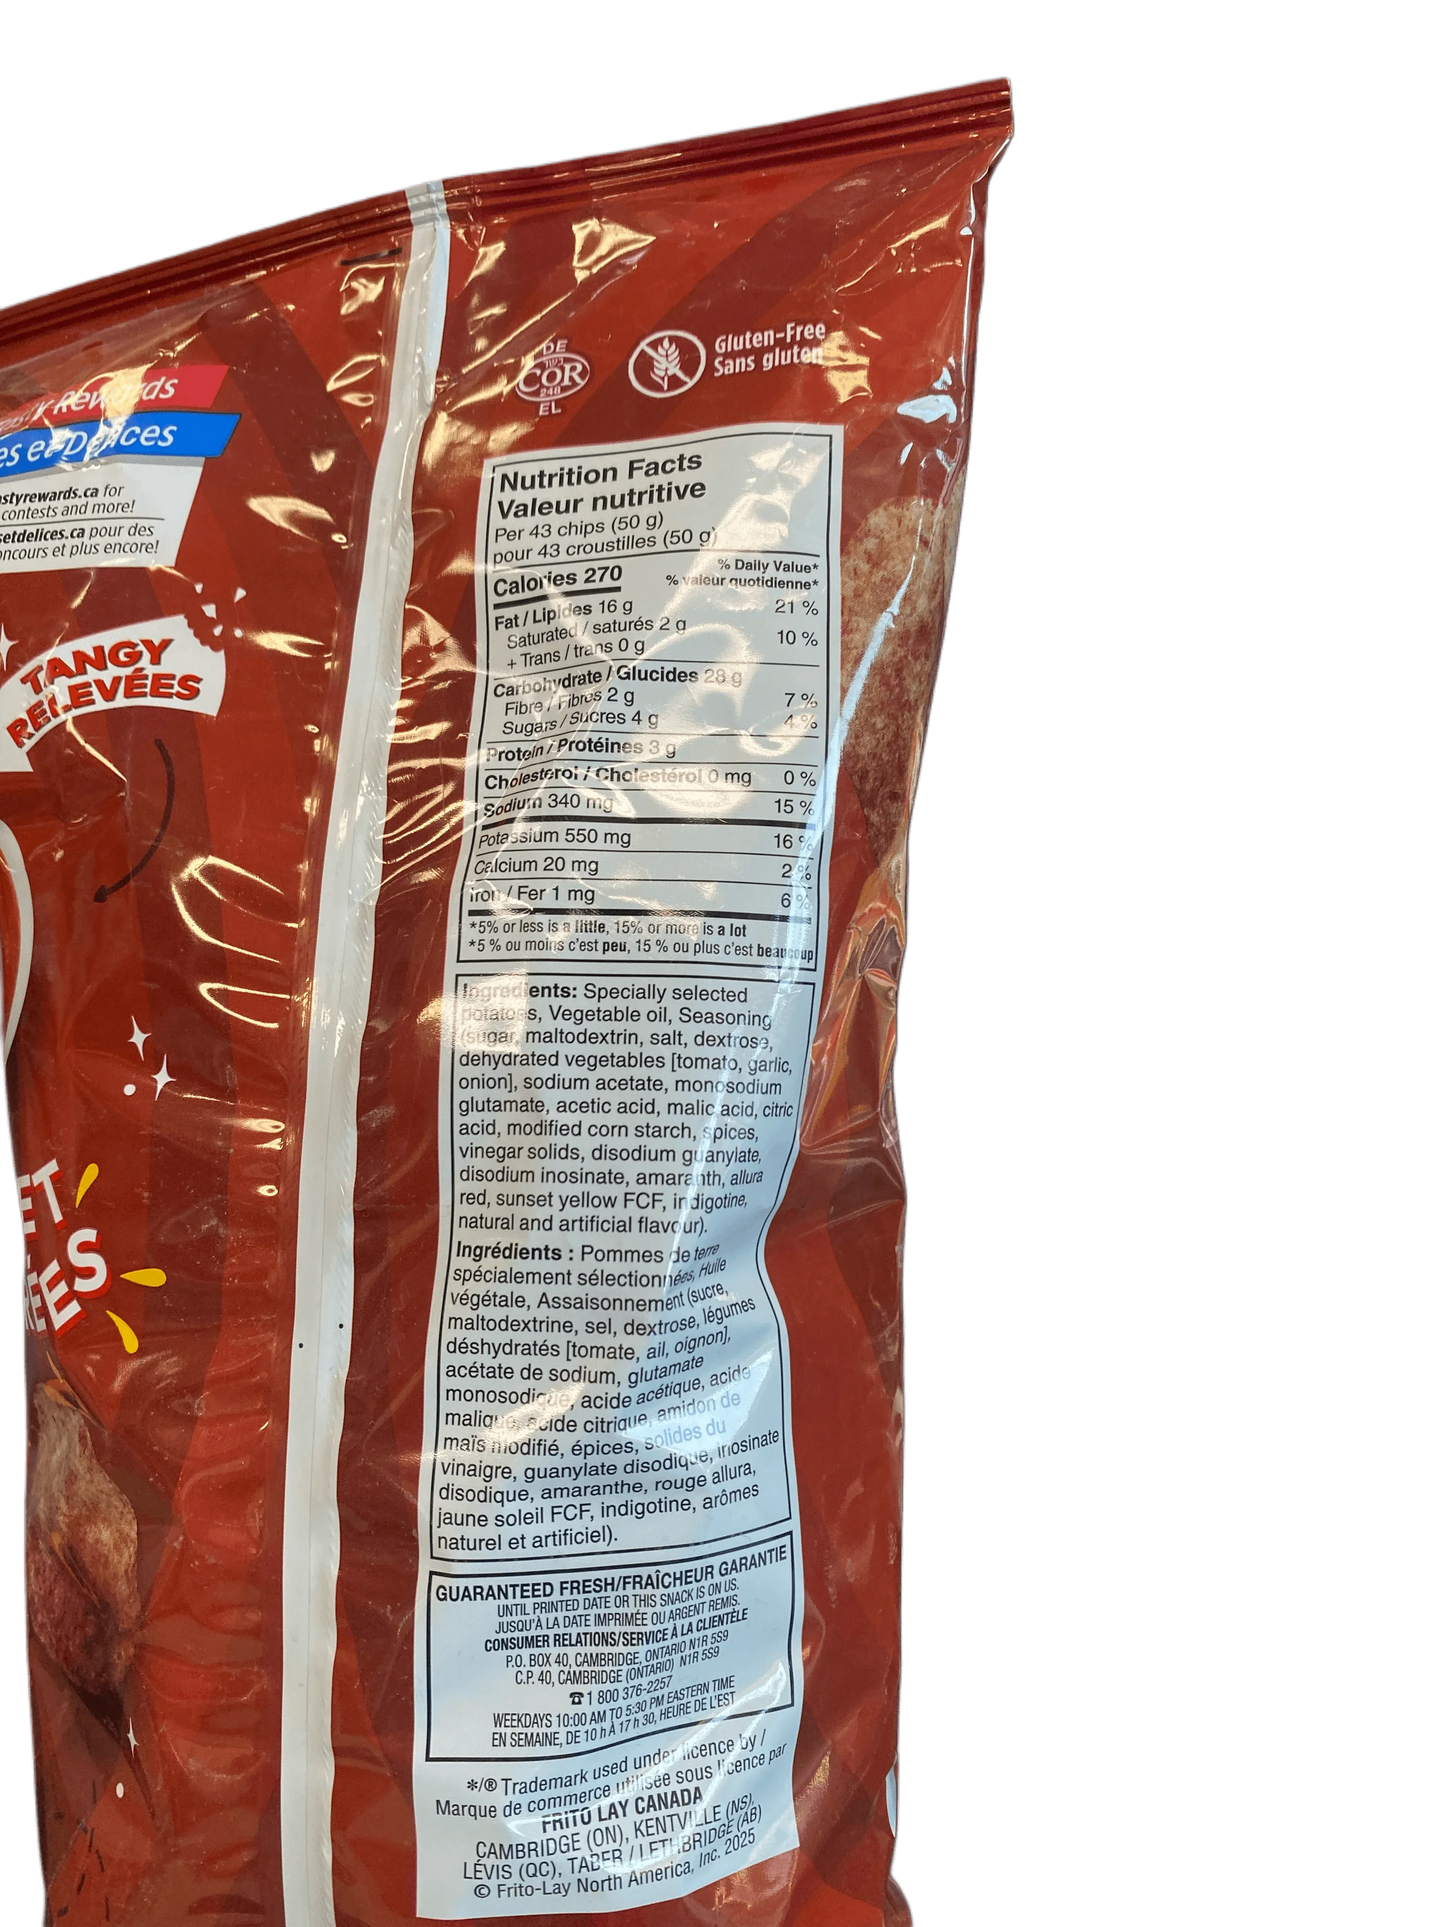 DE
COR
248
EL
Gluten-Free
Sans gluten
Nutrition Facts
Valeur nutritive
Per 43 chips (50 g)
pour 43 croustilles (50 g)
% Daily Value*
Calories 270
% valeur quotidienne*
Fat / Lipides 16 g 21 %
Saturated / saturés 2 g 10 %
+ Trans / trans 0 g
Carbohydrate / Glucides 28 g
Fibre / Fibres 2 g 7 %
Sugars / Sucres 4 g 4 %
Protein / Protéines 3 g
Cholesterol / Cholestérol 0 mg 0 %
Sodium 340 mg 15 %
Potassium 550 mg 16 %
Calcium 20 mg 2 %
Iron / Fer 1 mg 6 %
*5% or less is a little, 15% or more is a lot
*5 % ou moins c'est peu, 15 % ou plus c'est beaucoup
Ingredients: Specially selected
potatoes, Vegetable oil, Seasoning
(sugar, maltodextrin, salt, dextrose,
dehydrated vegetables [tomato, garlic,
onion], sodium acetate, monosodium
glutamate, acetic acid, malic acid, citric
acid, modified corn starch, spices,
vinegar solids, disodium guanylate,
disodium inosinate, amaranth, allura
red, sunset yellow FCF, indigotine,
natural and artificial flavour).
Ingrédients : Pommes de terre
spécialement sélectionnées, Huile
végétale, Assaisonnement (sucre,
maltodextrine, sel, dextrose, légumes
déshydratés [tomate, ail, oignon],
acétate de sodium, glutamate
monosodique, acide acétique, acide
malique, acide citrique, amidon de
maïs modifié, épices, solides du
vinaigre, guanylate disodique, inosinate
disodique, amaranthe, rouge allura,
jaune soleil FCF, indigotine, arômes
naturel et artificiel).
GUARANTEED FRESH/FRAÎCHEUR GARANTIE
UNTIL PRINTED DATE OR THIS SNACK IS ON US.
JUSQU'À LA DATE IMPRIMÉE OU ARGENT REMIS.
CONSUMER RELATIONS/SERVICE À LA CLIENTÈLE
P.O. BOX 40, CAMBRIDGE, ONTARIO N1R 5S9
C.P. 40, CAMBRIDGE (ONTARIO) N1R 5S9
☎ 1 800 376-2257
WEEKDAYS 10:00 AM TO 5:30 PM EASTERN TIME
EN SEMAINE, DE 10 h À 17 h 30, HEURE DE L'EST
*/® Trademark used under licence by /
Marque de commerce utilisée sous licence par
FRITO LAY CANADA
CAMBRIDGE (ON), KENTVILLE (NS),
LÉVIS (QC), TABER / LETHBRIDGE (AB)
© Frito-Lay North America, Inc. 2025
es et Délices
styrewards.ca for
contests and more!
setdelices.ca pour des
oncours et plus encore!
TANGY
RELEVÉES
ET
RÉES